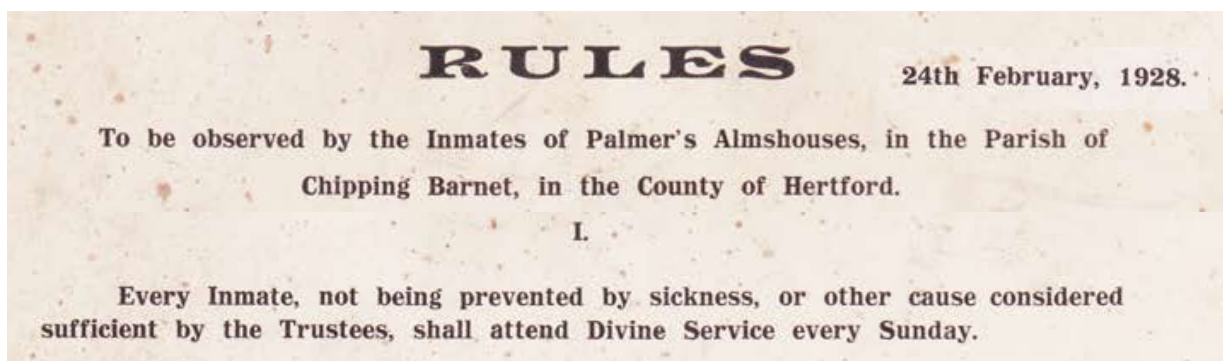 RULES
24th February, 1928.
To be observed by the Inmates of Palmer's Almshouses, in the Parish of
Chipping Barnet, in the County of Hertford.
I.
Every Inmate, not being prevented by sickness, or other cause considered
sufficient by the Trustees, shall attend Divine Service every Sunday.